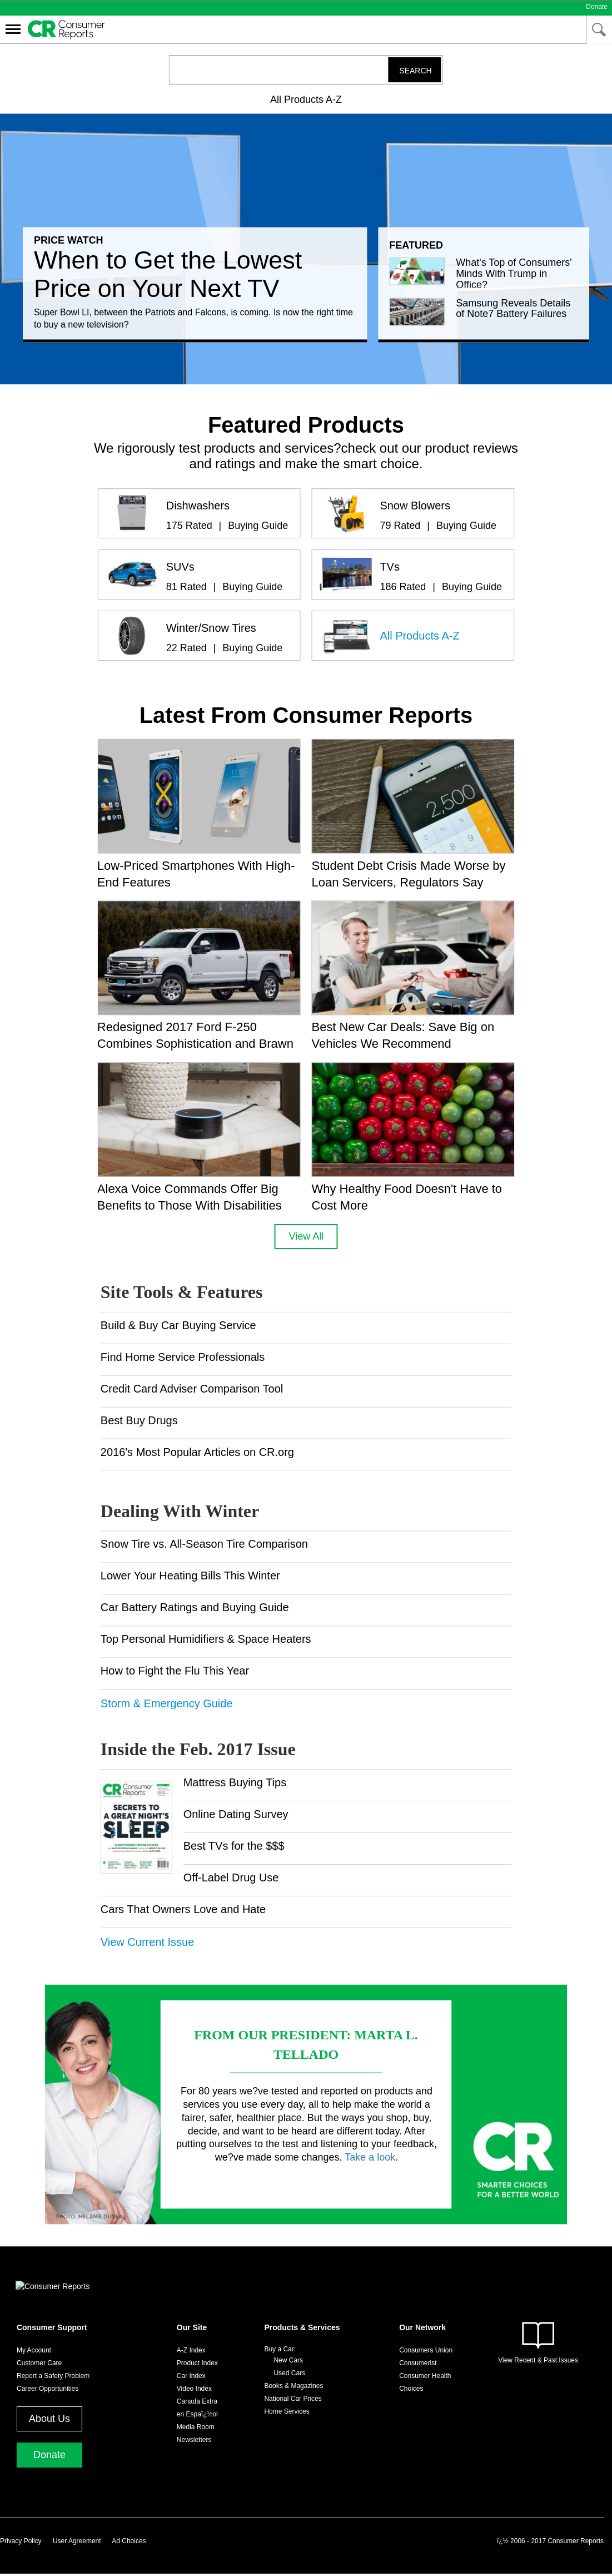 Donate
CR Consumer Reports
SEARCH
All Products A-Z
PRICE WATCH
When to Get the Lowest
Price on Your Next TV
Super Bowl LI, between the Patriots and Falcons, is coming. Is now the right time
to buy a new television?
FEATURED
What's Top of Consumers'
Minds With Trump in
Office?
Samsung Reveals Details
of Note7 Battery Failures
Featured Products
We rigorously test products and services?check out our product reviews
and ratings and make the smart choice.
Dishwashers
175 Rated | Buying Guide
Snow Blowers
79 Rated | Buying Guide
SUVs
81 Rated | Buying Guide
TVs
186 Rated | Buying Guide
Winter/Snow Tires
22 Rated | Buying Guide
All Products A-Z
Latest From Consumer Reports
2,500
Low-Priced Smartphones With High-
End Features
Student Debt Crisis Made Worse by
Loan Servicers, Regulators Say
Redesigned 2017 Ford F-250
Combines Sophistication and Brawn
Best New Car Deals: Save Big on
Vehicles We Recommend
Alexa Voice Commands Offer Big
Benefits to Those With Disabilities
Why Healthy Food Doesn't Have to
Cost More
View All
Site Tools & Features
Build & Buy Car Buying Service
Find Home Service Professionals
Credit Card Adviser Comparison Tool
Best Buy Drugs
2016's Most Popular Articles on CR.org
Dealing With Winter
Snow Tire vs. All-Season Tire Comparison
Lower Your Heating Bills This Winter
Car Battery Ratings and Buying Guide
Top Personal Humidifiers & Space Heaters
How to Fight the Flu This Year
Storm & Emergency Guide
Inside the Feb. 2017 Issue
CR Consumer Reports
SECRETS TO
A GREAT NIGHT'S
SLEEP
Mattress Buying Tips
Online Dating Survey
Best TVs for the $$$
Off-Label Drug Use
Cars That Owners Love and Hate
View Current Issue
FROM OUR PRESIDENT: MARTA L.
TELLADO
For 80 years we?ve tested and reported on products and
services you use every day, all to help make the world a
fairer, safer, healthier place. But the ways you shop, buy,
decide, and want to be heard are different today. After
putting ourselves to the test and listening to your feedback,
we?ve made some changes. Take a look.
CR
SMARTER CHOICES
FOR A BETTER WORLD
PHOTO: MELANIE DUNEA
Consumer Reports
Consumer Support
My Account
Customer Care
Report a Safety Problem
Career Opportunities
About Us
Donate
Our Site
A-Z Index
Product Index
Car Index
Video Index
Canada Extra
en Espaï¿½ol
Media Room
Newsletters
Products & Services
Buy a Car:
New Cars
Used Cars
Books & Magazines
National Car Prices
Home Services
Our Network
Consumers Union
Consumerist
Consumer Health
Choices
View Recent & Past Issues
Privacy Policy User Agreement Ad Choices
ï¿½ 2006 - 2017 Consumer Reports